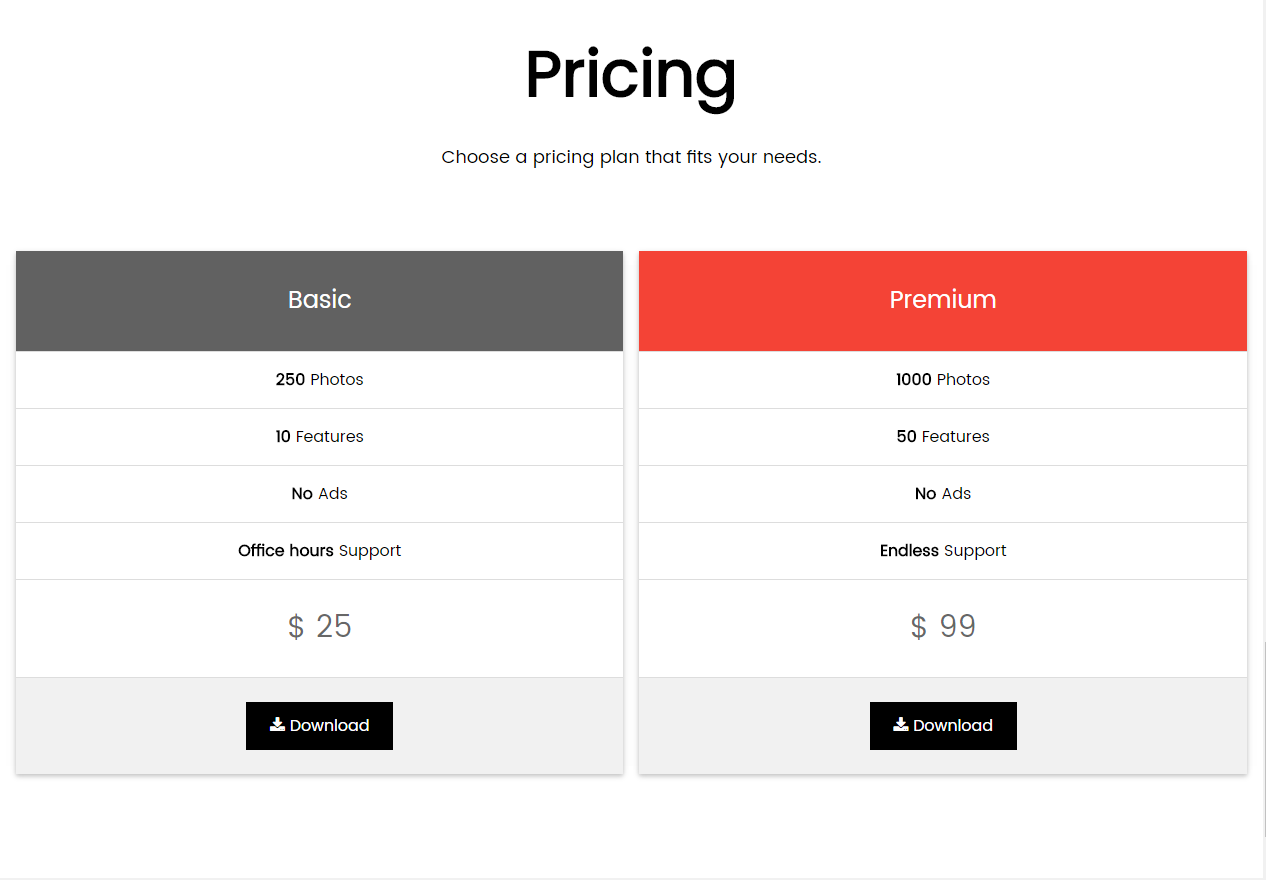 Pricing
Choose a pricing plan that fits your needs.
Basic
250 Photos
10 Features
No Ads
Office hours Support
$ 25
Download
Premium
1000 Photos
50 Features
No Ads
Endless Support
$ 99
Download